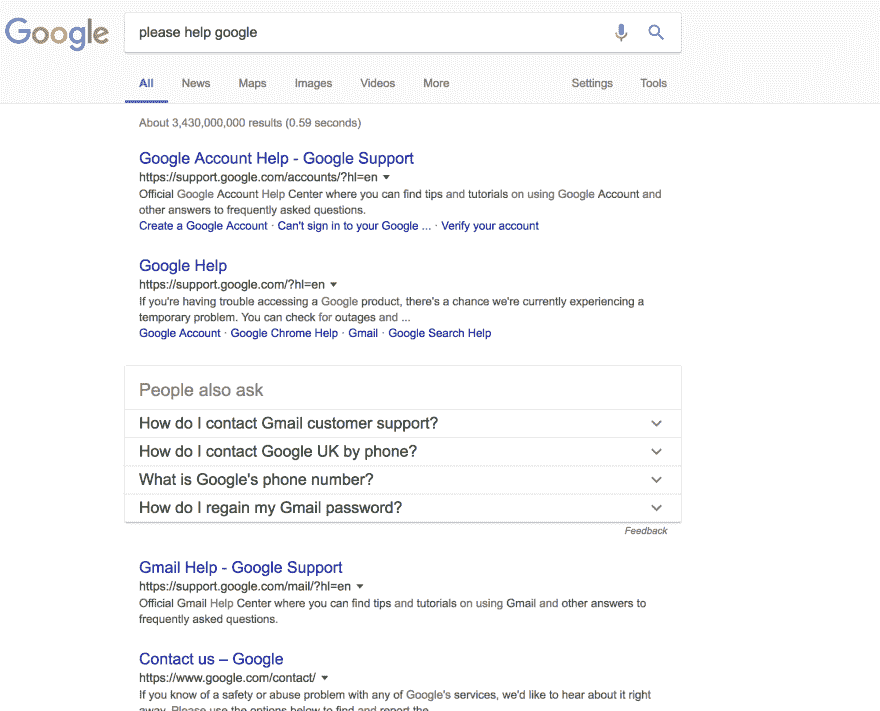 Google
please help google
All News Maps Images Videos More Settings Tools
About 3,430,000,000 results (0.59 seconds)
Google Account Help - Google Support
https://support.google.com/accounts/?hl=en
Official Google Account Help Center where you can find tips and tutorials on using Google Account and
other answers to frequently asked questions.
Create a Google Account · Can't sign in to your Google ... · Verify your account
Google Help
https://support.google.com/?hl=en
If you're having trouble accessing a Google product, there's a chance we're currently experiencing a
temporary problem. You can check for outages and ...
Google Account · Google Chrome Help · Gmail · Google Search Help
People also ask
How do I contact Gmail customer support?
How do I contact Google UK by phone?
What is Google's phone number?
How do I regain my Gmail password?
Feedback
Gmail Help - Google Support
https://support.google.com/mail/?hl=en
Official Gmail Help Center where you can find tips and tutorials on using Gmail and other answers to
frequently asked questions.
Contact us – Google
https://www.google.com/contact/
If you know of a safety or abuse problem with any of Google's services, we'd like to hear about it right
away. Please use the options below to find and report the